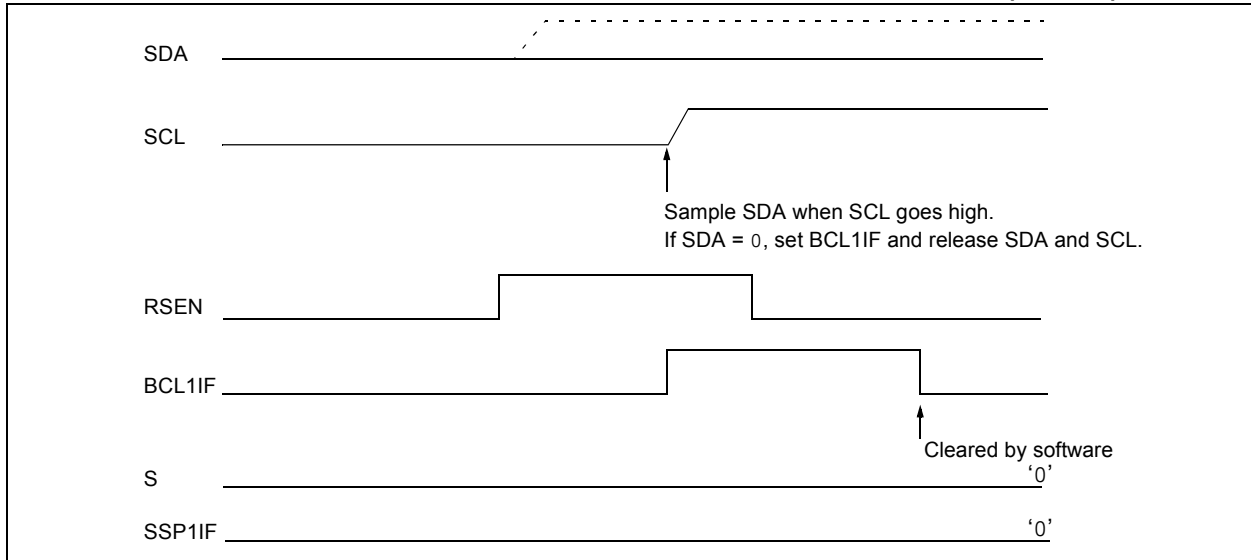 SDA
SCL
Sample SDA when SCL goes high.
If SDA = 0, set BCL1IF and release SDA and SCL.
RSEN
BCL1IF
Cleared by software
S
‘0’
SSP1IF
‘0’